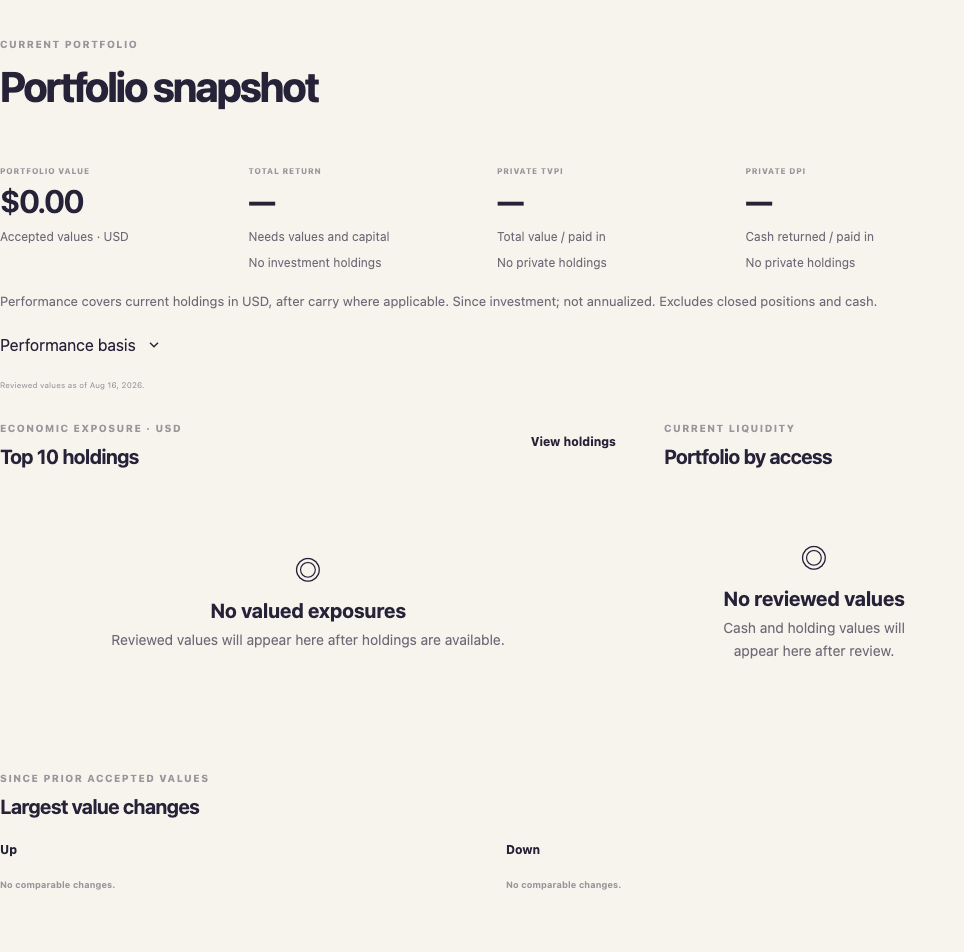 CURRENT PORTFOLIO
Portfolio snapshot
PORTFOLIO VALUE
$0.00
Accepted values · USD
TOTAL RETURN
—
Needs values and capital
No investment holdings
PRIVATE TVPI
—
Total value / paid in
No private holdings
PRIVATE DPI
—
Cash returned / paid in
No private holdings
Performance covers current holdings in USD, after carry where applicable. Since investment; not annualized. Excludes closed positions and cash.
Performance basis
Reviewed values as of Aug 16, 2026.
ECONOMIC EXPOSURE · USD
Top 10 holdings
View holdings
No valued exposures
Reviewed values will appear here after holdings are available.
CURRENT LIQUIDITY
Portfolio by access
No reviewed values
Cash and holding values will
appear here after review.
SINCE PRIOR ACCEPTED VALUES
Largest value changes
Up
No comparable changes.
Down
No comparable changes.